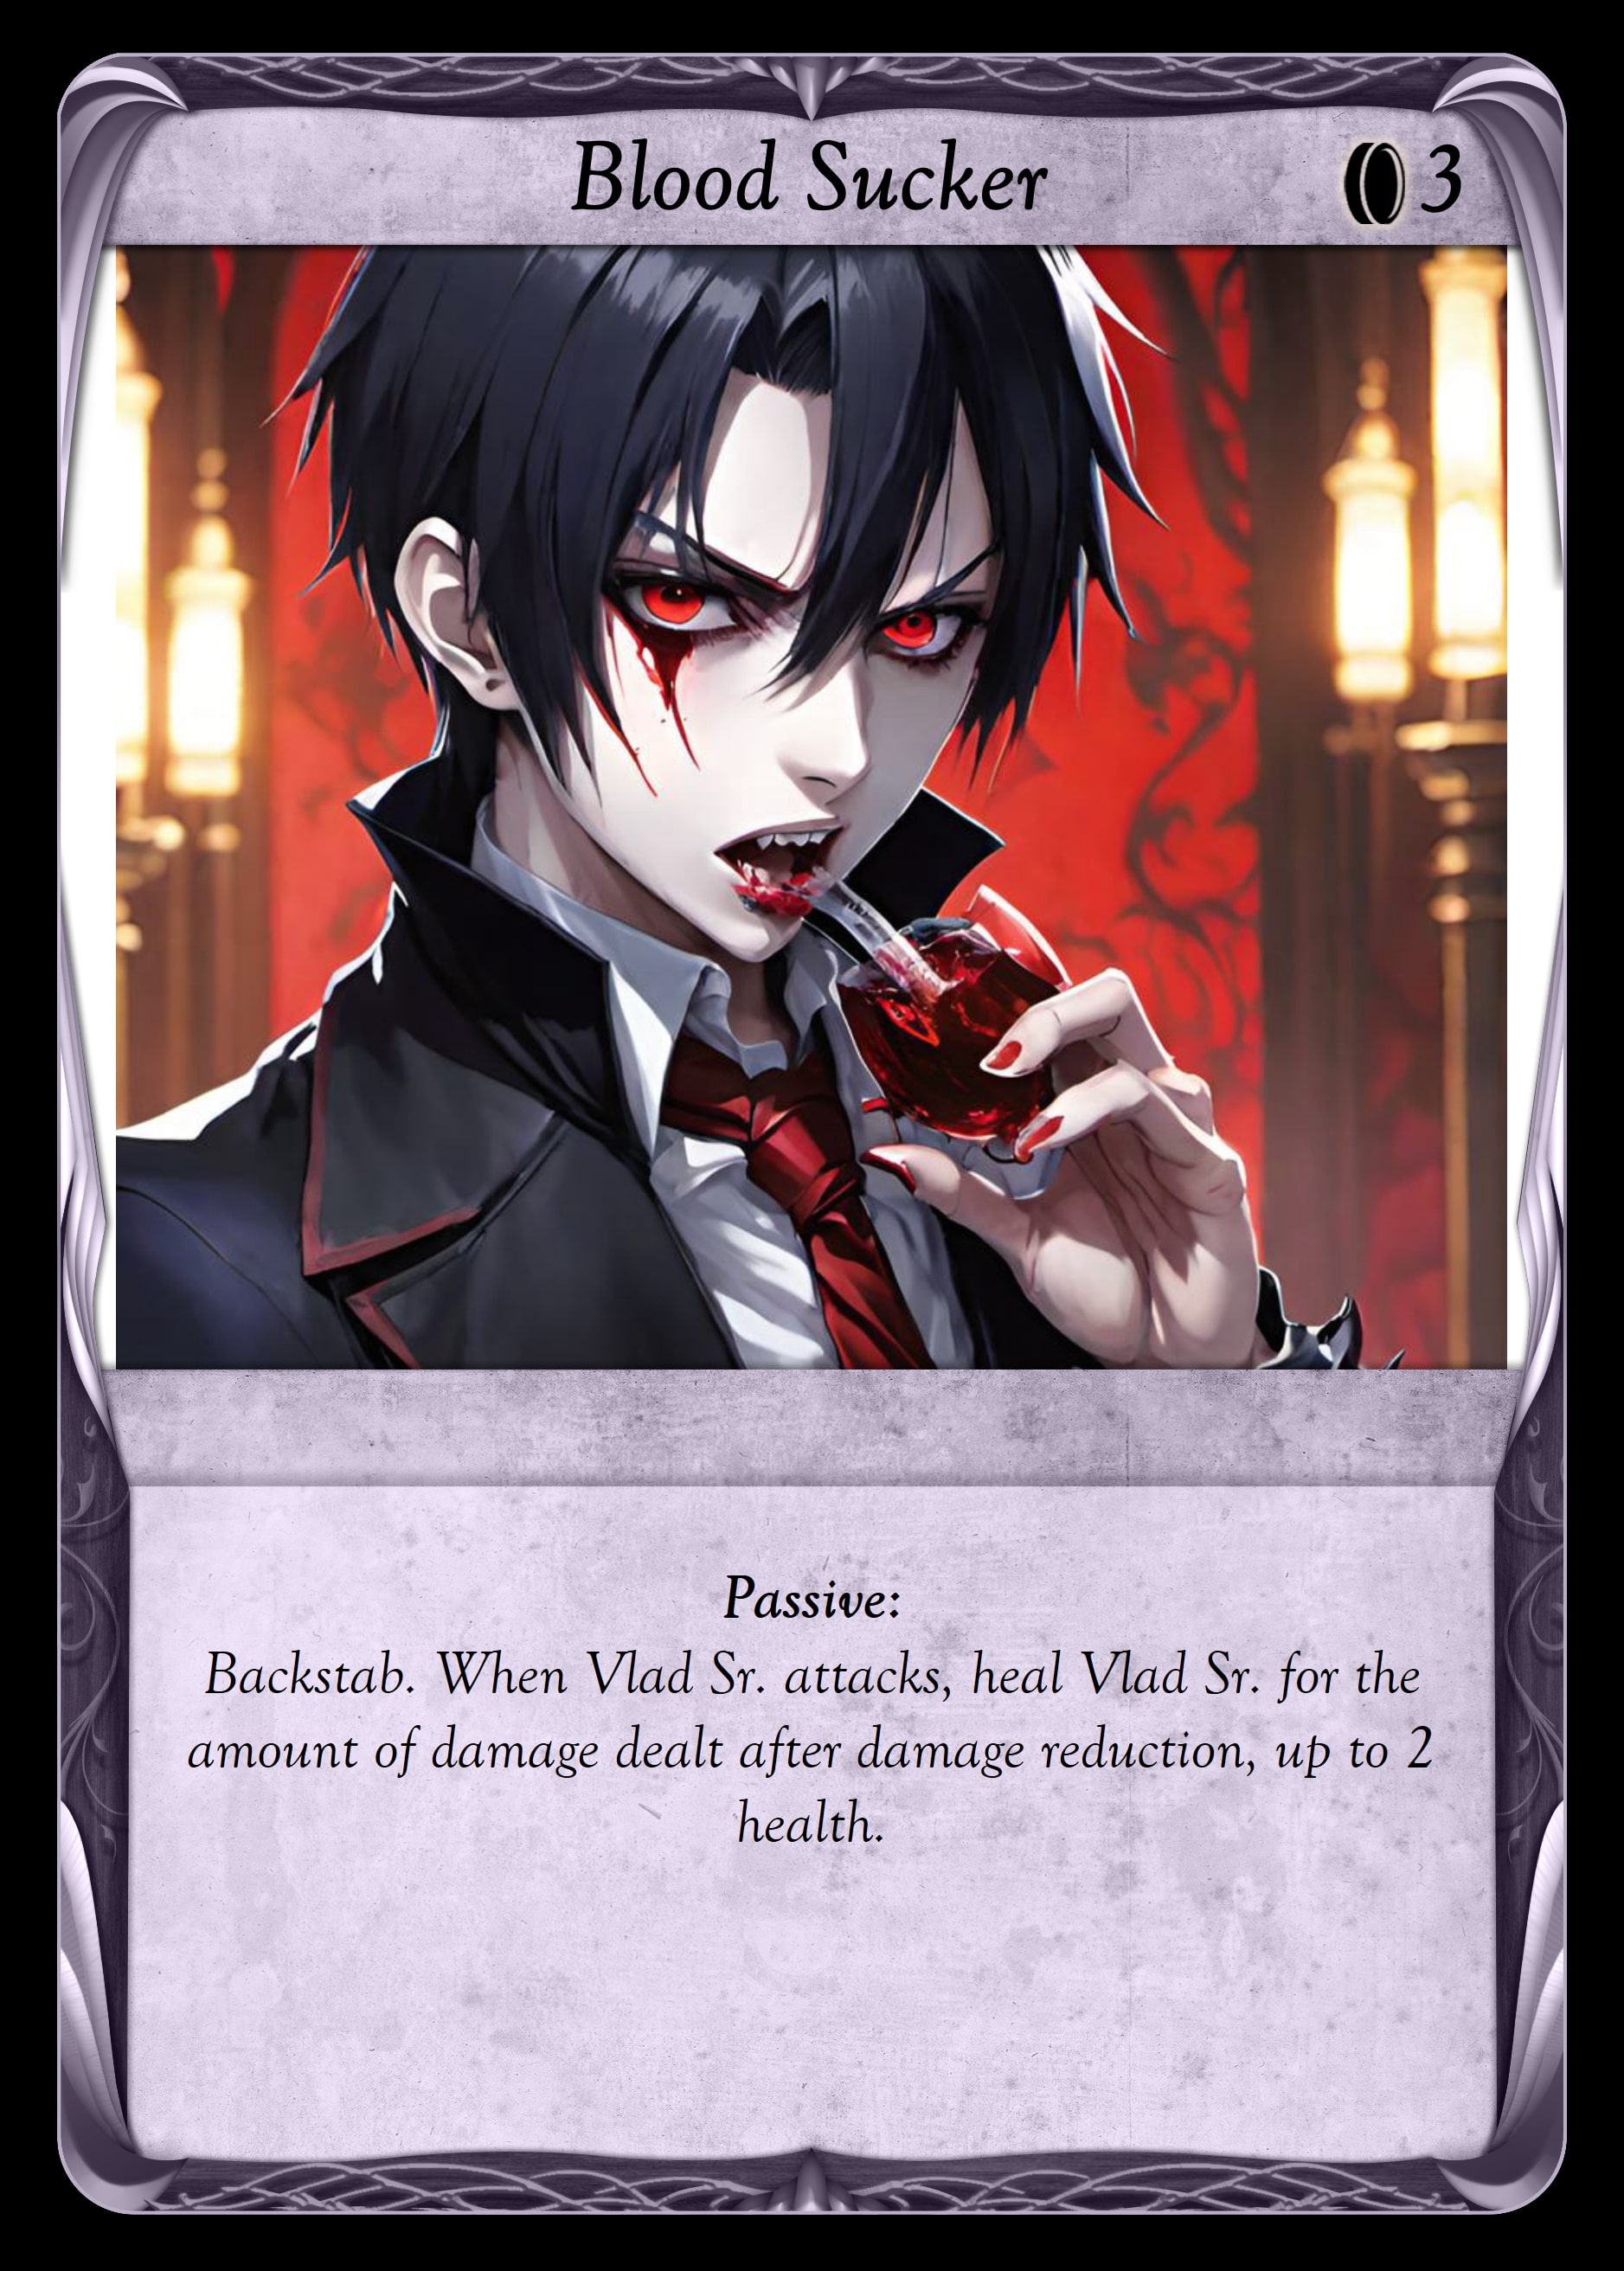 Blood Sucker 3
Passive:
Backstab. When Vlad Sr. attacks, heal Vlad Sr. for the
amount of damage dealt after damage reduction, up to 2
health.